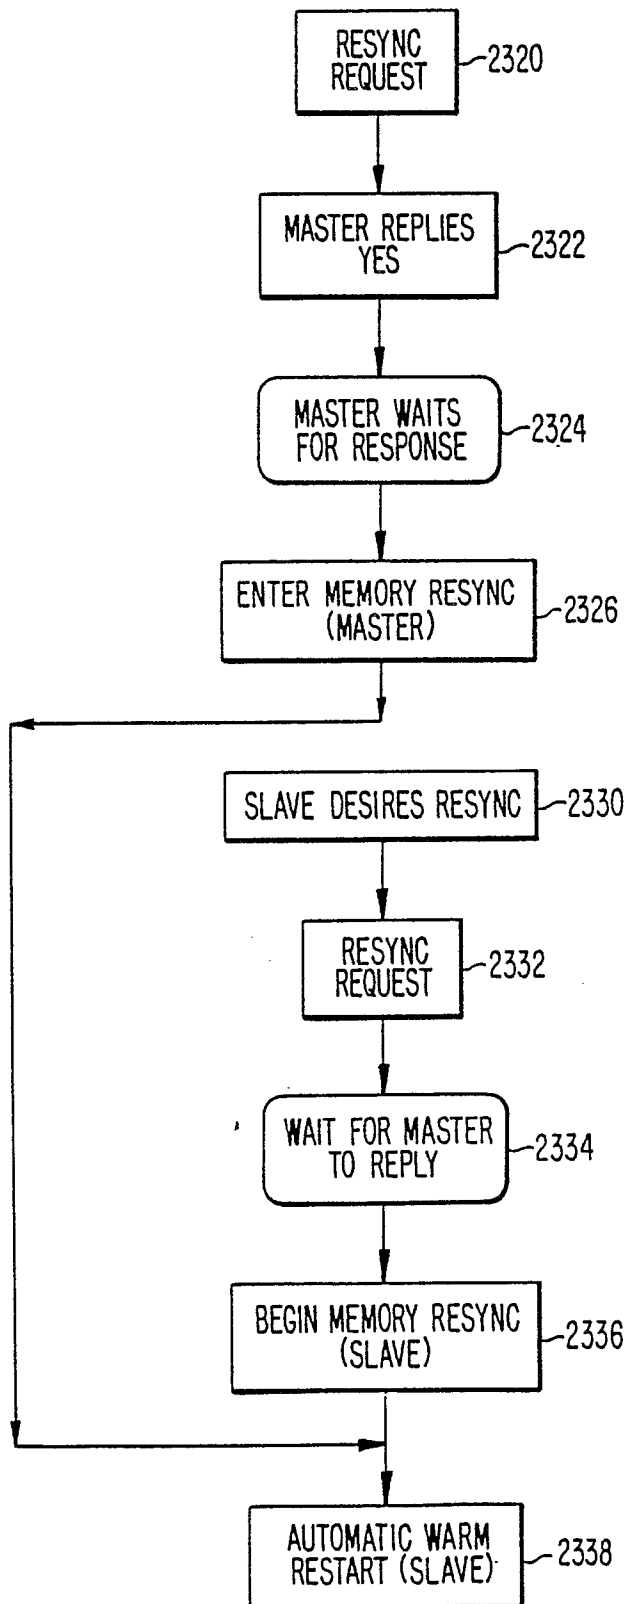 RESYNC
REQUEST
2320
MASTER REPLIES
YES
2322
MASTER WAITS
FOR RESPONSE
2324
ENTER MEMORY RESYNC
(MASTER)
2326
SLAVE DESIRES RESYNC
2330
RESYNC
REQUEST
2332
WAIT FOR MASTER
TO REPLY
2334
BEGIN MEMORY RESYNC
(SLAVE)
2336
AUTOMATIC WARM
RESTART (SLAVE)
2338